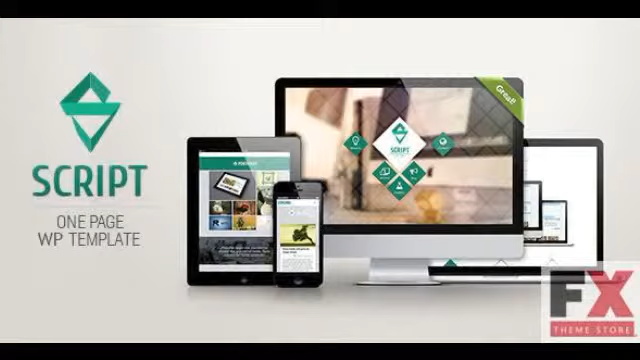 SCRIPT
ONE PAGE
WP TEMPLATE
Great!
SCRIPT
FX
THEME STORE